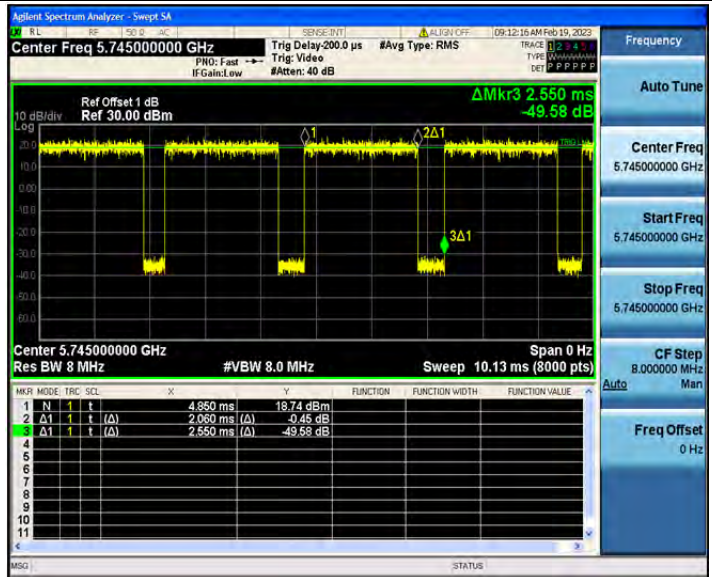 Agilent Spectrum Analyzer - Swept SA
RL RF 50 Ω AC SENSE:INT ALIGN OFF 09:12:16 AM Feb 19, 2023
Center Freq 5.745000000 GHz
PNO: Fast
IFGain:Low
Trig Delay-200.0 µs
Trig: Video
#Atten: 40 dB
#Avg Type: RMS
TRACE 1 2 3 4 5 6
TYPE
DET P P P P P P
ΔMkr3 2.550 ms
-49.58 dB
Ref Offset 1 dB
10 dB/div Ref 30.00 dBm
Log
20.0
10.0
0.00
-10.0
-20.0
-30.0
-40.0
-50.0
-60.0
1
2Δ1
3Δ1
Center 5.745000000 GHz Span 0 Hz
Res BW 8 MHz #VBW 8.0 MHz Sweep 10.13 ms (8000 pts)
MKR MODE TRC SCL X Y FUNCTION FUNCTION WIDTH FUNCTION VALUE
1 N 1 t 4.850 ms 18.74 dBm
2 Δ1 1 t (Δ) 2.060 ms (Δ) -0.45 dB
3 Δ1 1 t (Δ) 2.550 ms (Δ) -49.58 dB
4
5
6
7
8
9
10
11
MSG STATUS
Frequency
Auto Tune
Center Freq
5.745000000 GHz
Start Freq
5.745000000 GHz
Stop Freq
5.745000000 GHz
CF Step
8.000000 MHz
Auto Man
Freq Offset
0 Hz